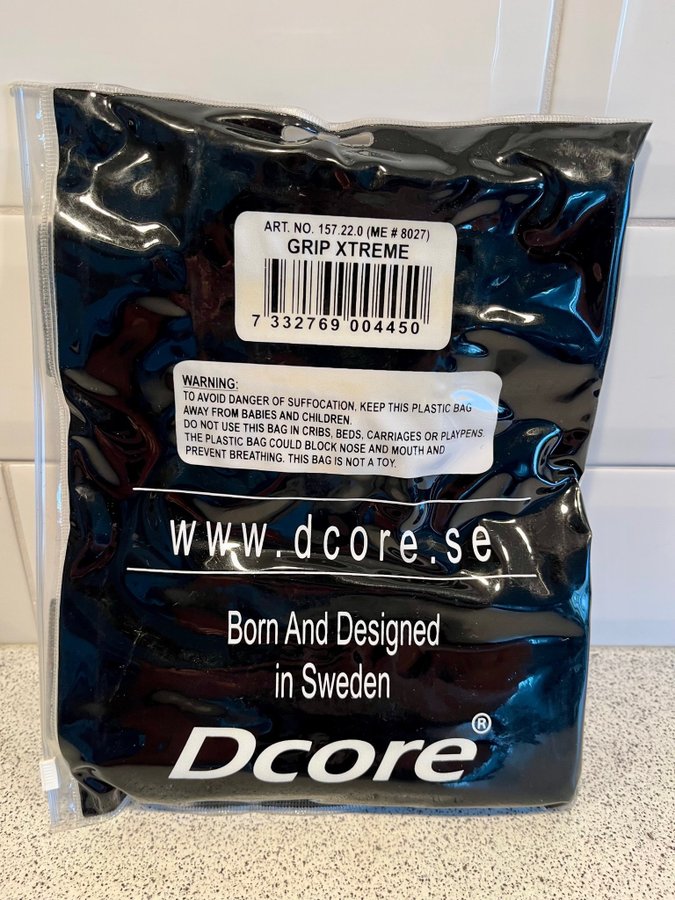 ART. NO. 157.22.0 (ME # 8027)
GRIP XTREME
7 332769 004450
WARNING:
TO AVOID DANGER OF SUFFOCATION, KEEP THIS PLASTIC BAG
AWAY FROM BABIES AND CHILDREN.
DO NOT USE THIS BAG IN CRIBS, BEDS, CARRIAGES OR PLAYPENS.
THE PLASTIC BAG COULD BLOCK NOSE AND MOUTH AND
PREVENT BREATHING. THIS BAG IS NOT A TOY.
www.dcore.se
Born And Designed
in Sweden
Dcore®